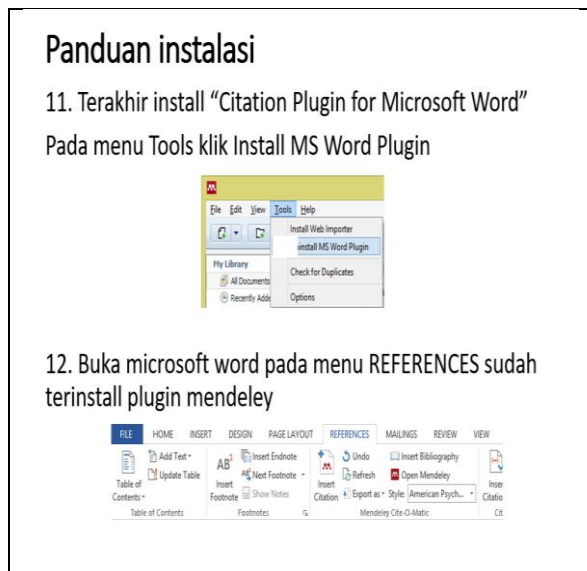 Panduan instalasi
11. Terakhir install “Citation Plugin for Microsoft Word”
Pada menu Tools klik Install MS Word Plugin
File Edit View Tools Help
Install Web Importer
ninstall MS Word Plugin
My Library
Check for Duplicates
All Documents
Recently Adde
Options
12. Buka microsoft word pada menu REFERENCES sudah
terinstall plugin mendeley
FILE HOME INSERT DESIGN PAGE LAYOUT REFERENCES MAILINGS REVIEW VIEW
Add Text Insert Endnote Undo Insert Bibliography
Update Table AB¹ Next Footnote Refresh Open Mendeley
Table of Contents Insert Footnote Show Notes Insert Citation Export as Style: American Psych...
Table of Contents Footnotes Mendeley Cite-O-Matic